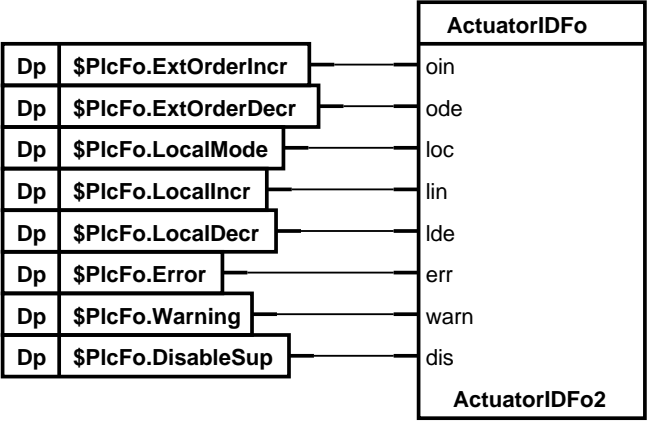 ActuatorIDFo
Dp $PlcFo.ExtOrderIncr oin
Dp $PlcFo.ExtOrderDecr ode
Dp $PlcFo.LocalMode loc
Dp $PlcFo.LocalIncr lin
Dp $PlcFo.LocalDecr lde
Dp $PlcFo.Error err
Dp $PlcFo.Warning warn
Dp $PlcFo.DisableSup dis
ActuatorIDFo2